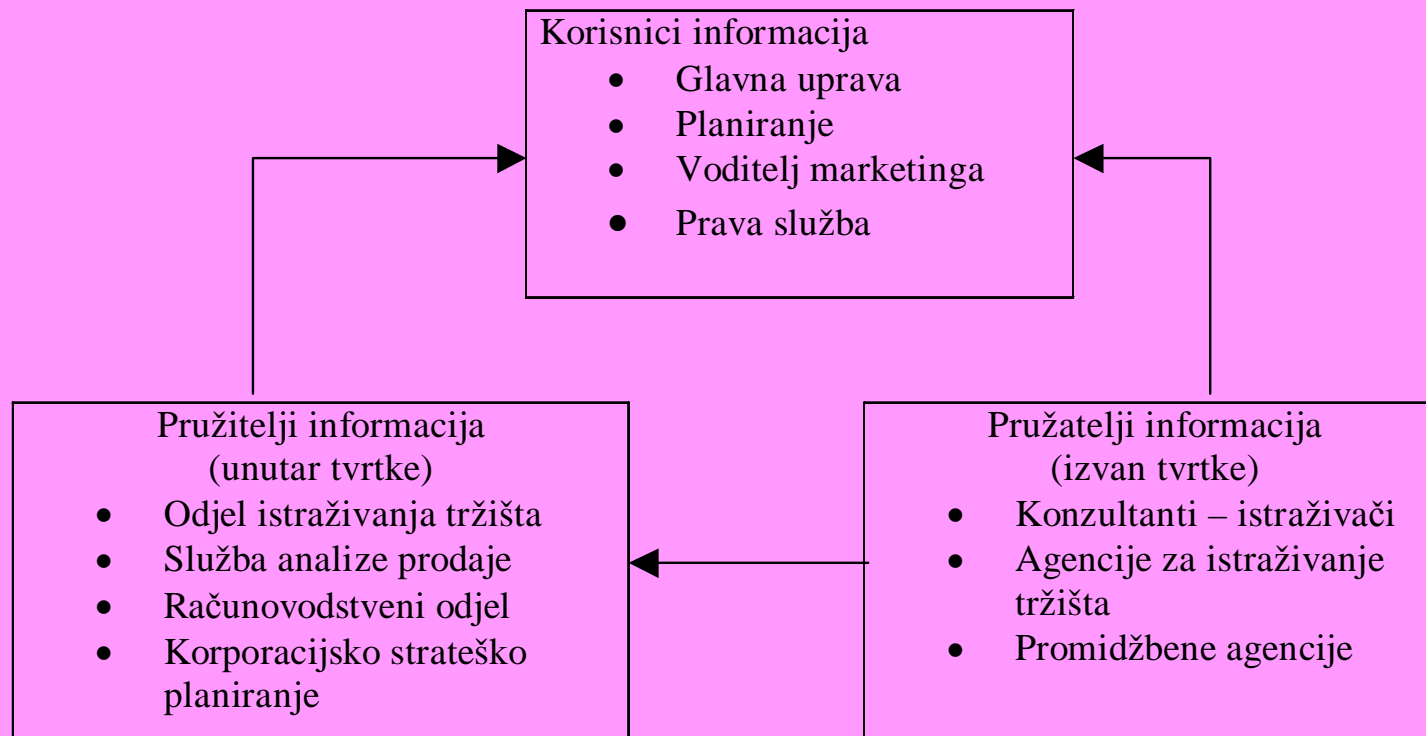 Korisnici informacija
• Glavna uprava
• Planiranje
• Voditelj marketinga
• Prava služba
Pružitelji informacija
(unutar tvrtke)
• Odjel istraživanja tržišta
• Služba analize prodaje
• Računovodstveni odjel
• Korporacijsko strateško
planiranje
Pružatelji informacija
(izvan tvrtke)
• Konzultanti – istraživači
• Agencije za istraživanje
tržišta
• Promidžbene agencije